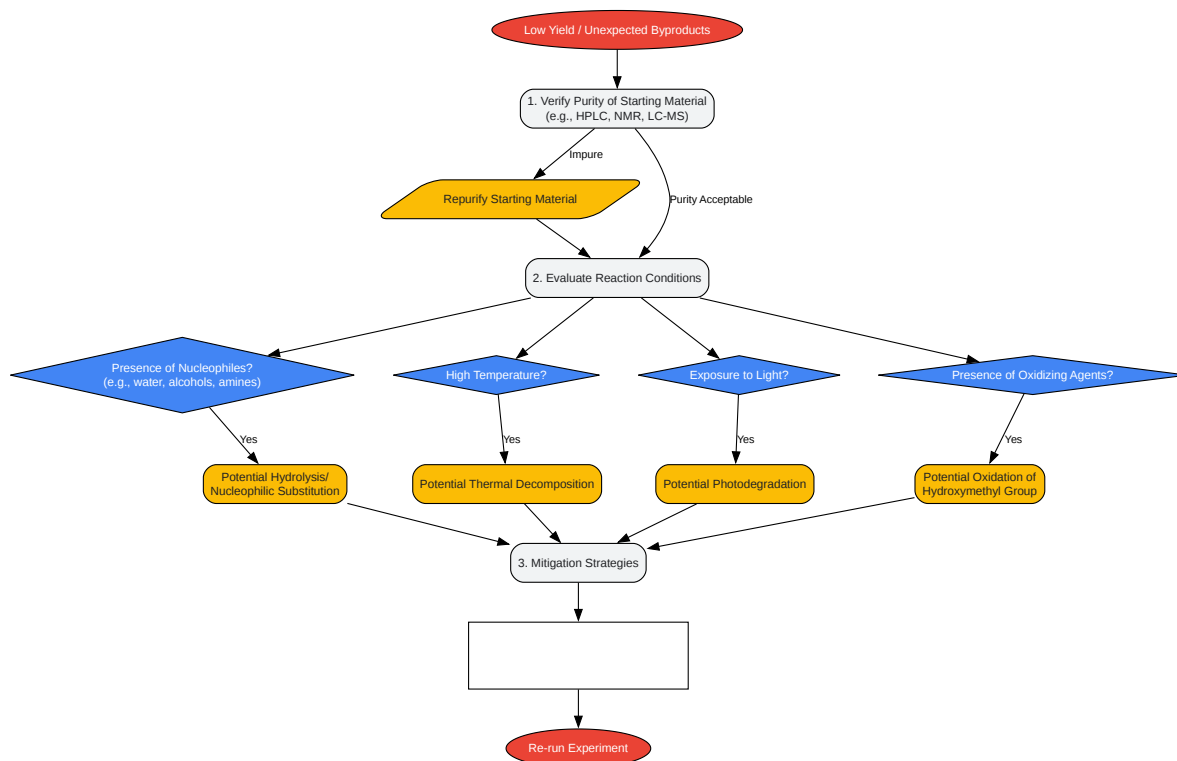 Low Yield / Unexpected Byproducts
1. Verify Purity of Starting Material
(e.g., HPLC, NMR, LC-MS)
Impure
Repurify Starting Material
Purity Acceptable
2. Evaluate Reaction Conditions
Presence of Nucleophiles?
(e.g., water, alcohols, amines)
High Temperature?
Exposure to Light?
Presence of Oxidizing Agents?
Yes
Yes
Yes
Yes
Potential Hydrolysis/
Nucleophilic Substitution
Potential Thermal Decomposition
Potential Photodegradation
Potential Oxidation of
Hydroxymethyl Group
3. Mitigation Strategies
Re-run Experiment